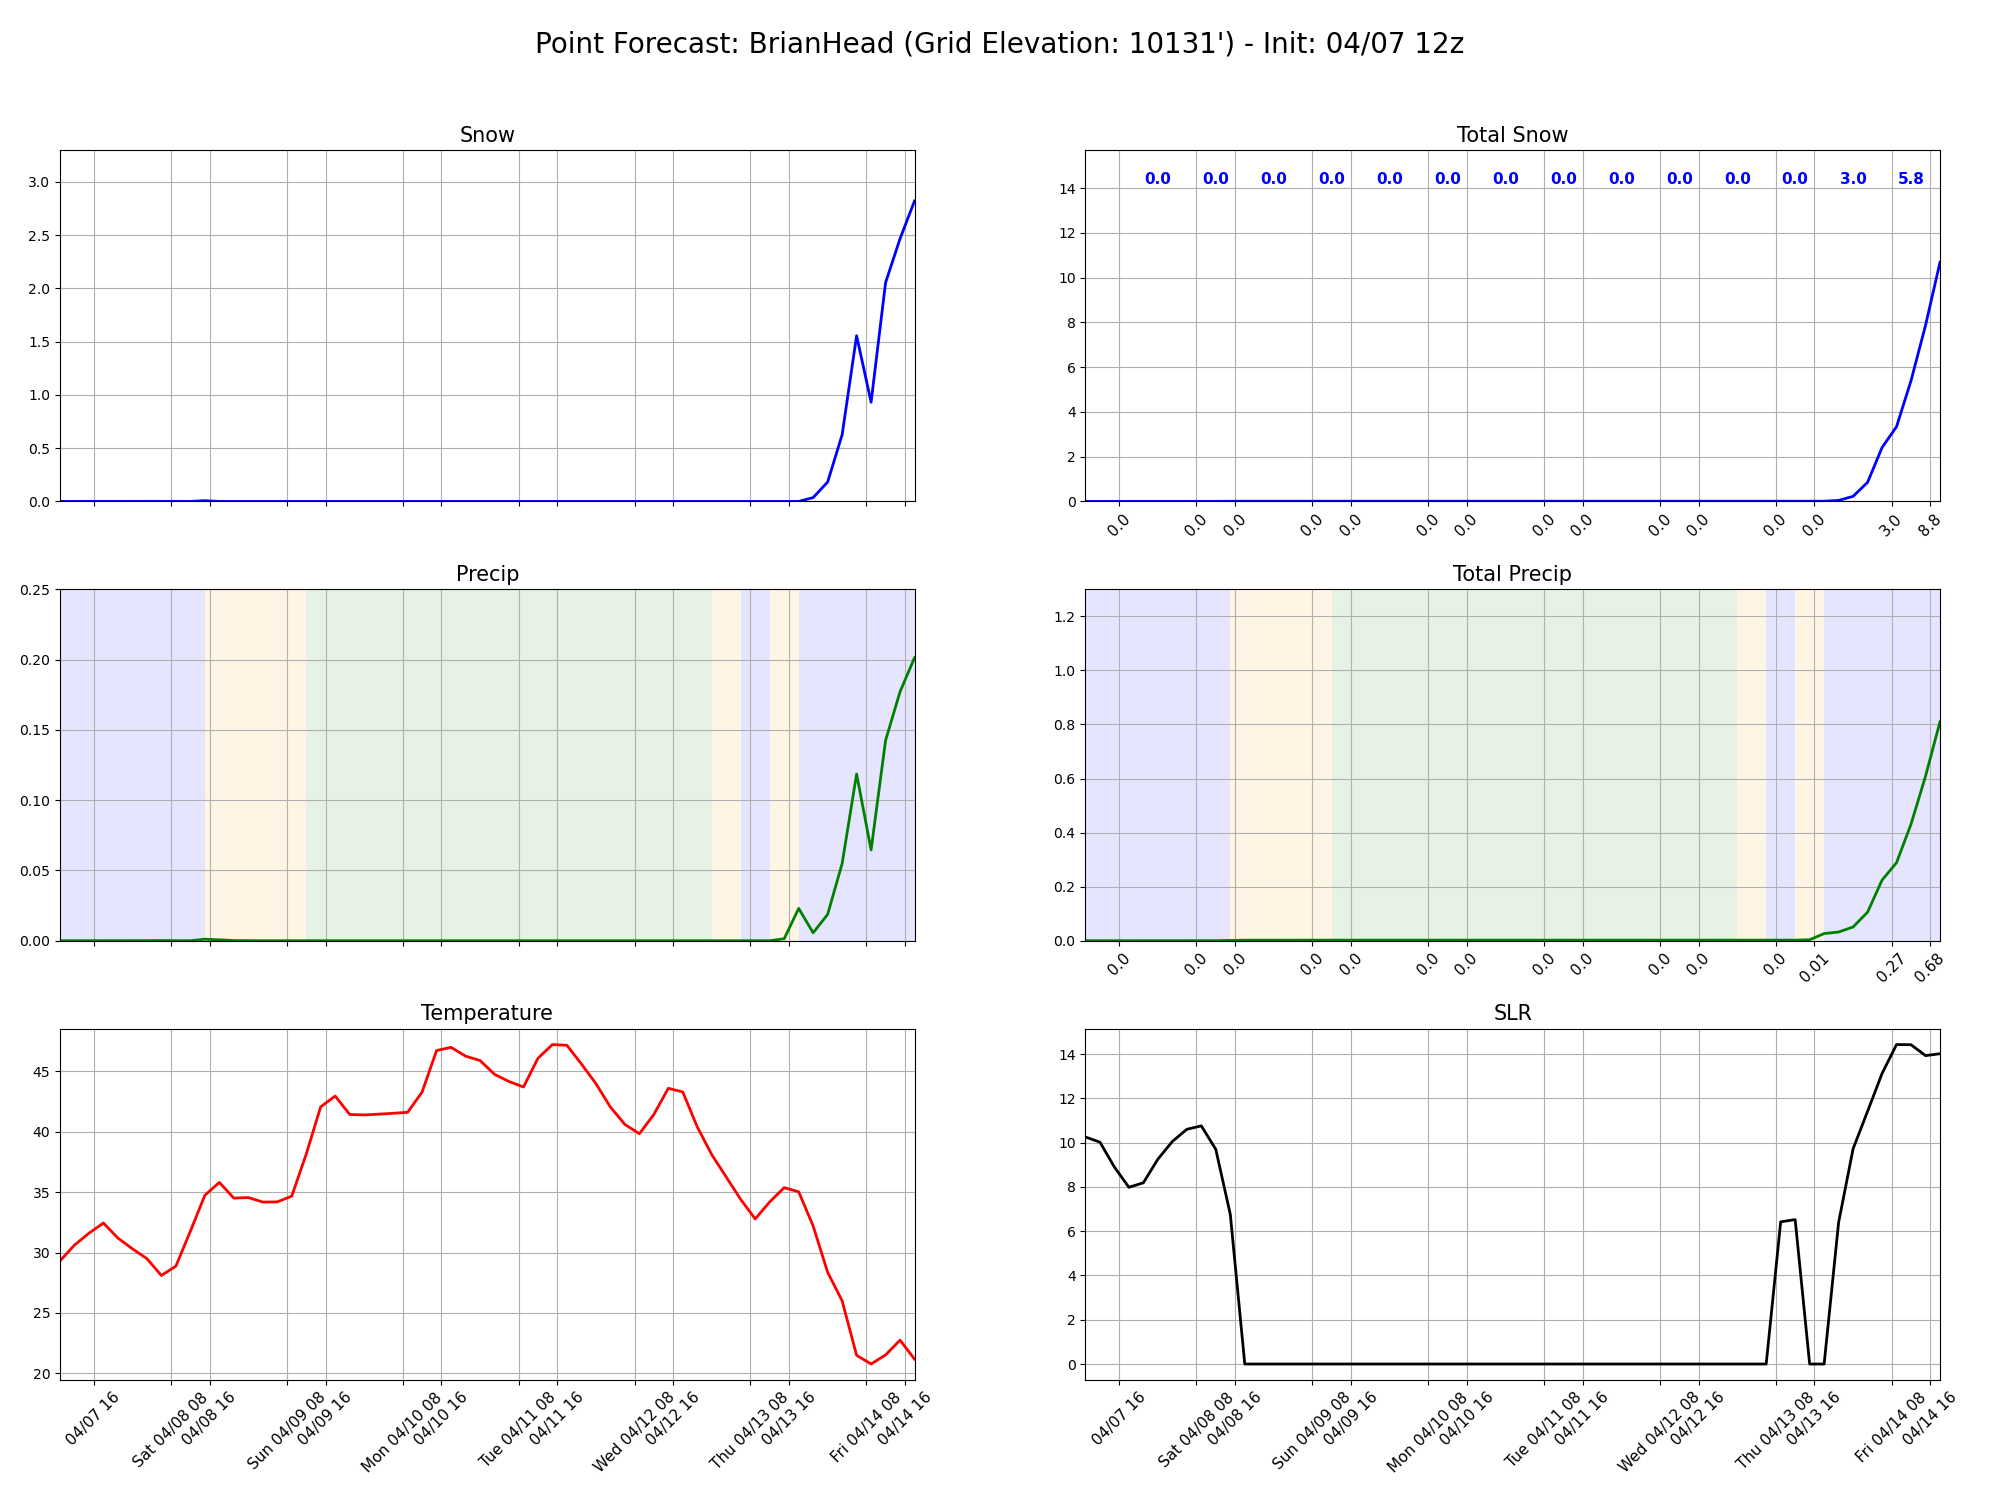 Point Forecast: BrianHead (Grid Elevation: 10131') - Init: 04/07 12z
Snow
3.0
2.5
2.0
1.5
1.0
0.5
0.0
Total Snow
0.0 0.0 0.0 0.0 0.0 0.0 0.0 0.0 0.0 0.0 0.0 0.0 3.0 5.8
14
12
10
8
6
4
2
0
0.0 0.0 0.0 0.0 0.0 0.0 0.0 0.0 0.0 0.0 0.0 0.0 0.0 3.0 8.8
Precip
0.25
0.20
0.15
0.10
0.05
0.00
Total Precip
1.2
1.0
0.8
0.6
0.4
0.2
0.0
0.0 0.0 0.0 0.0 0.0 0.0 0.0 0.0 0.0 0.0 0.0 0.0 0.01 0.27 0.68
Temperature
45
40
35
30
25
20
04/07 16
Sat 04/08 08
04/08 16
Sun 04/09 08
04/09 16
Mon 04/10 08
04/10 16
Tue 04/11 08
04/11 16
Wed 04/12 08
04/12 16
Thu 04/13 08
04/13 16
Fri 04/14 08
04/14 16
SLR
14
12
10
8
6
4
2
0
04/07 16
Sat 04/08 08
04/08 16
Sun 04/09 08
04/09 16
Mon 04/10 08
04/10 16
Tue 04/11 08
04/11 16
Wed 04/12 08
04/12 16
Thu 04/13 08
04/13 16
Fri 04/14 08
04/14 16